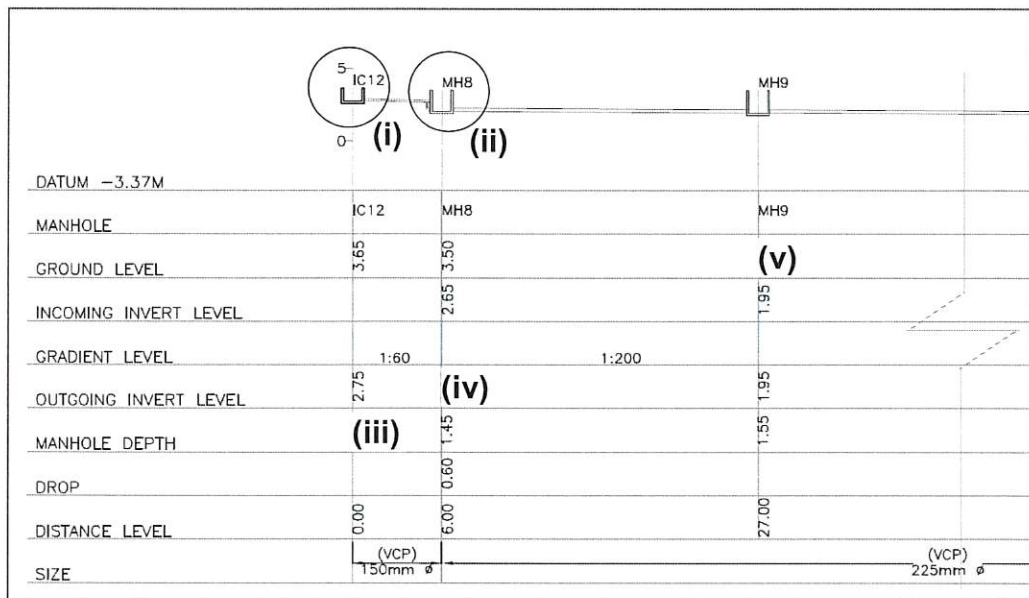 5
IC12
MH8
MH9
(i)
(ii)
0
DATUM -3.37M
MANHOLE
IC12
MH8
MH9
GROUND LEVEL
3.65
3.50
(v)
INCOMING INVERT LEVEL
2.65
1.95
GRADIENT LEVEL
1:60
1:200
OUTGOING INVERT LEVEL
2.75
(iv)
1.95
MANHOLE DEPTH
(iii)
1.45
1.55
DROP
0.60
DISTANCE LEVEL
0.00
6.00
27.00
SIZE
(VCP)
150mm ø
(VCP)
225mm ø